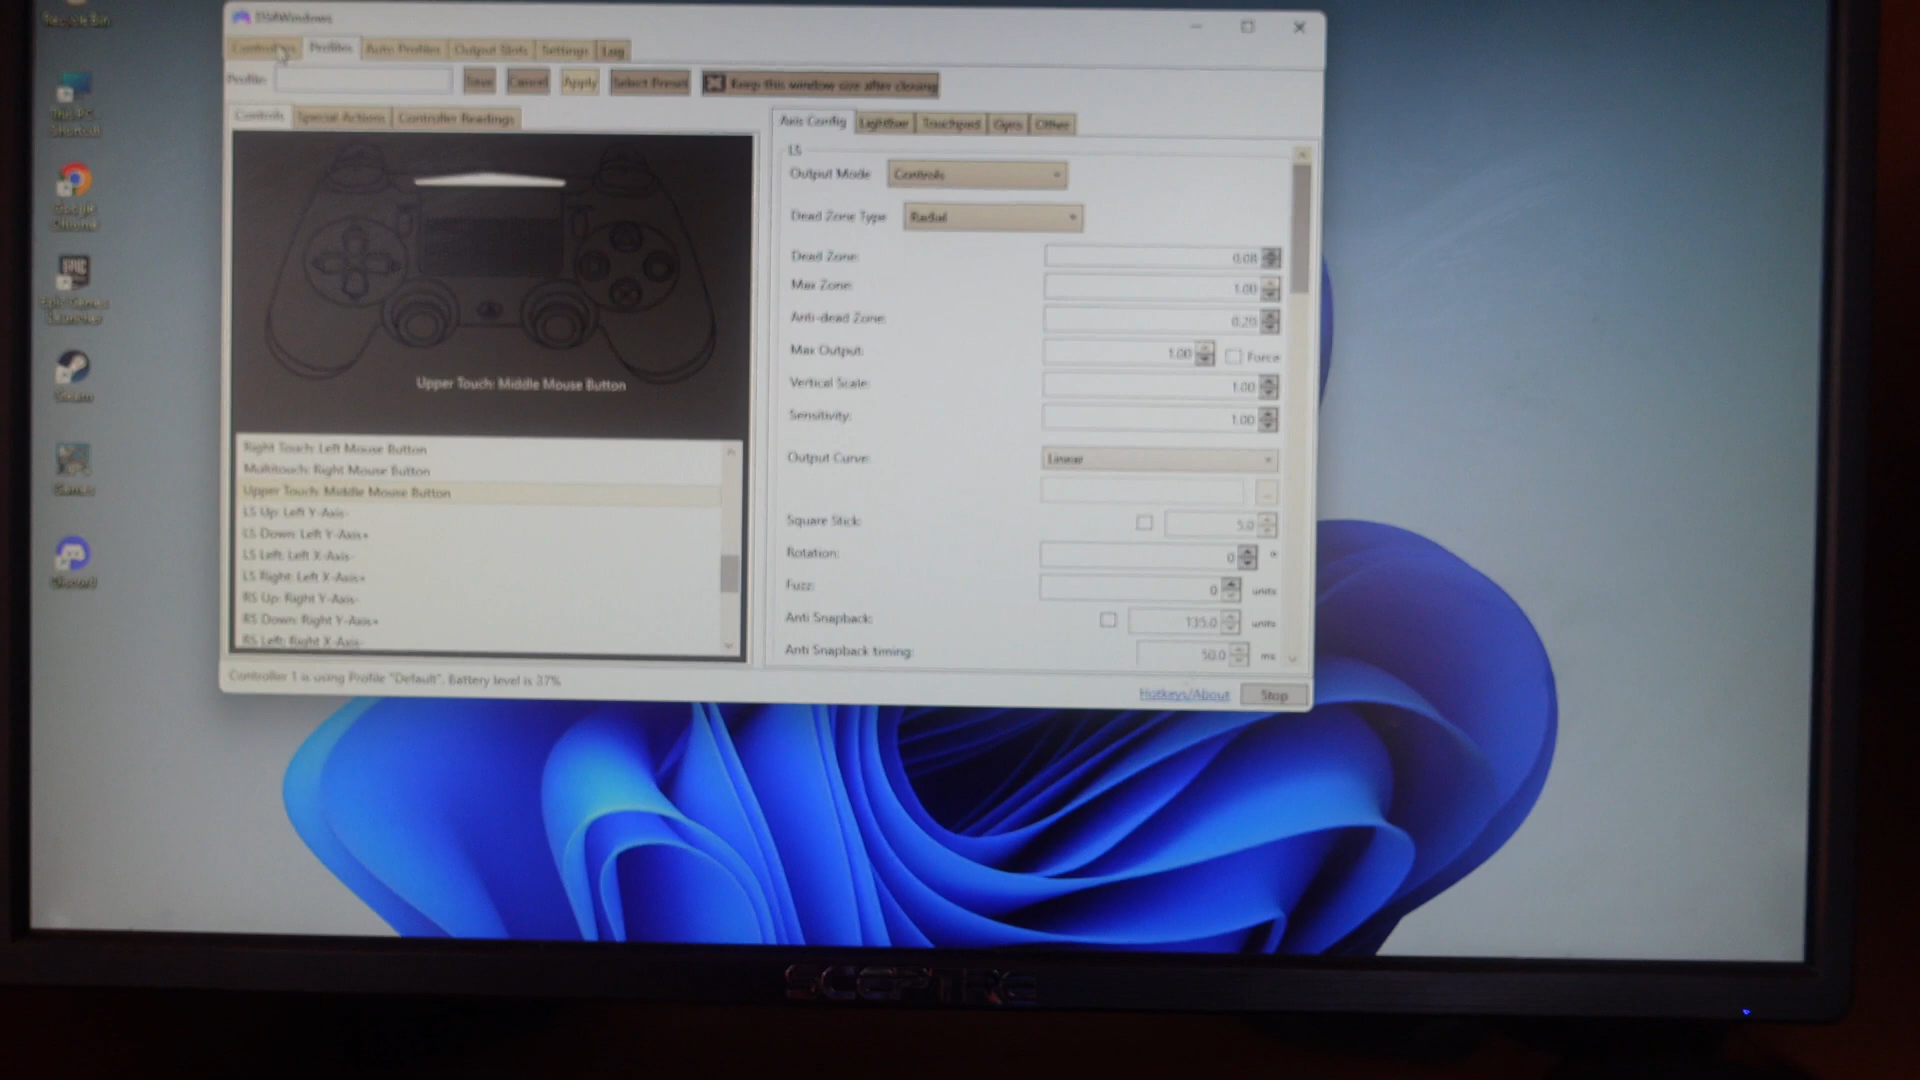 Recycle Bin
This PC - Shortcut
Google Chrome
EPIC
Epic Games Launcher
Steam
Games
Discord
DS4Windows
Controllers Profiles Auto Profiles Output Slots Settings Log
Profile: Save Cancel Apply Select Preset Keep this window size after closing
Controls Special Actions Controller Readings
Upper Touch: Middle Mouse Button
Right Touch: Left Mouse Button
Multitouch: Right Mouse Button
Upper Touch: Middle Mouse Button
LS Up: Left Y-Axis-
LS Down: Left Y-Axis+
LS Left: Left X-Axis-
LS Right: Left X-Axis+
RS Up: Right Y-Axis-
RS Down: Right Y-Axis+
RS Left: Right X-Axis-
Axis Config Lightbar Touchpad Gyro Other
LS
Output Mode Controls
Dead Zone Type Radial
Dead Zone: 0.08
Max Zone: 1.00
Anti-dead Zone: 0.20
Max Output: 1.00 Force
Vertical Scale: 1.00
Sensitivity: 1.00
Output Curve: Linear
...
Square Stick: 5.0
Rotation: 0 °
Fuzz: 0 units
Anti Snapback: 135.0 units
Anti Snapback timing: 50.0 ms
Controller 1 is using Profile "Default". Battery level is 37%
Hotkeys/About Stop
SCEPTRE